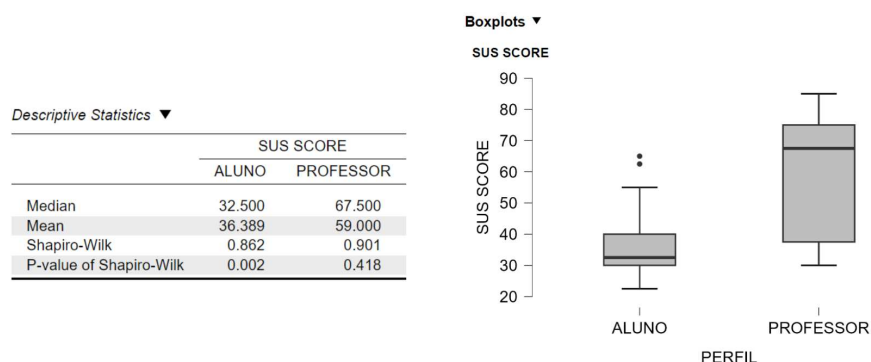 Descriptive Statistics ▼
SUS SCORE
ALUNO PROFESSOR
Median 32.500 67.500
Mean 36.389 59.000
Shapiro-Wilk 0.862 0.901
P-value of Shapiro-Wilk 0.002 0.418
Boxplots ▼
SUS SCORE
SUS SCORE
90
80
70
60
50
40
30
20
ALUNO PROFESSOR
PERFIL